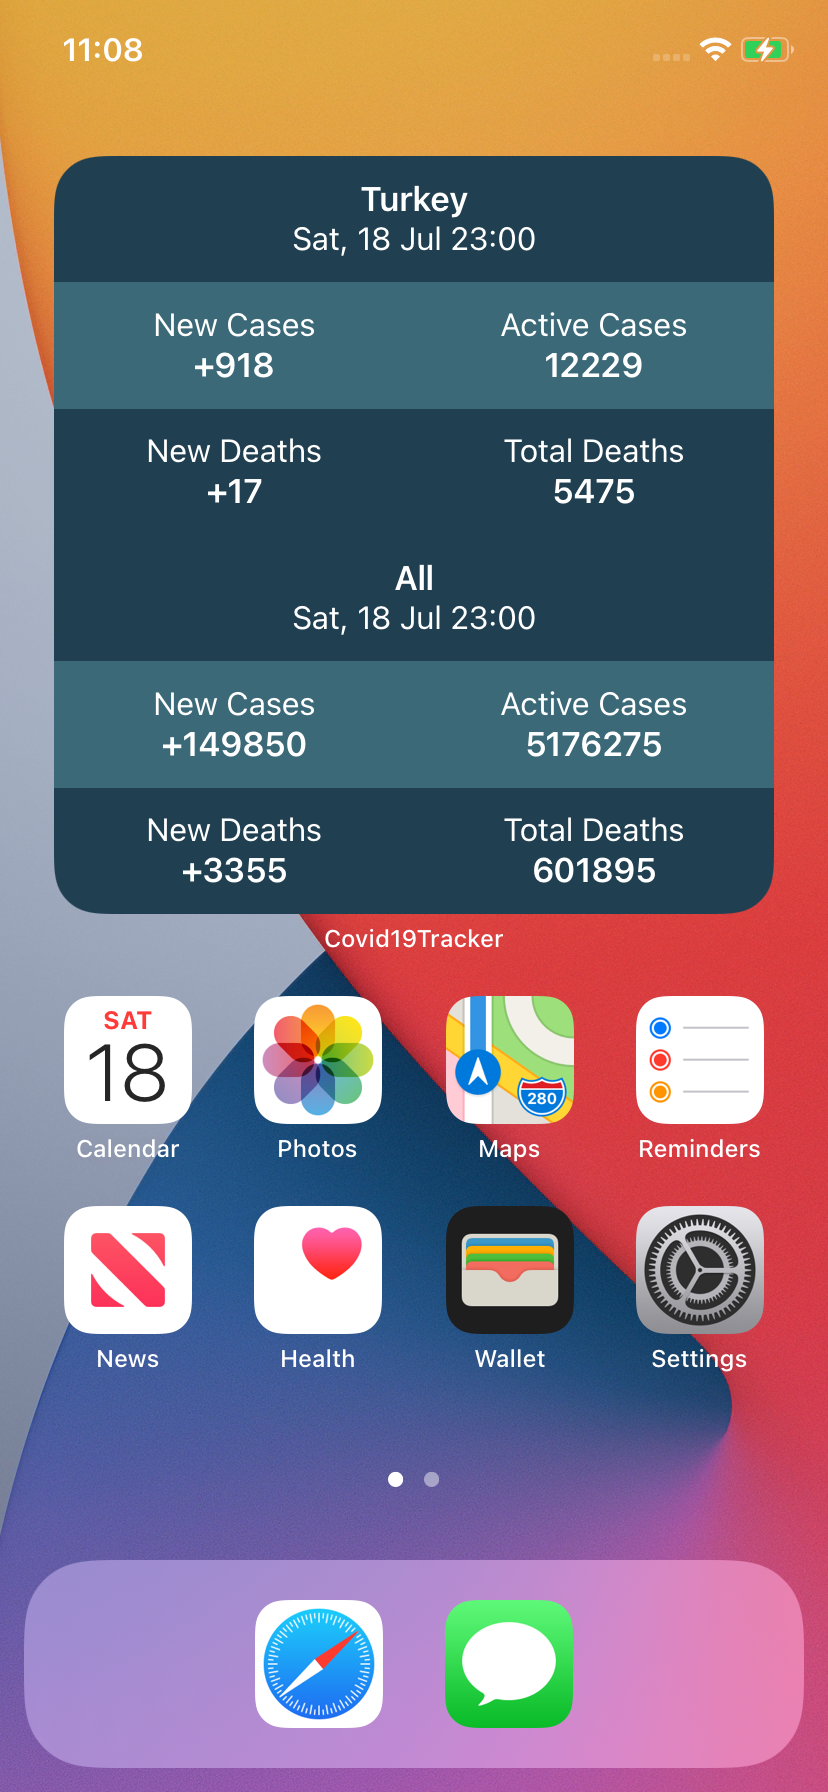 11:08
Turkey
Sat, 18 Jul 23:00
New Cases Active Cases
+918 12229
New Deaths Total Deaths
+17 5475
All
Sat, 18 Jul 23:00
New Cases Active Cases
+149850 5176275
New Deaths Total Deaths
+3355 601895
Covid19Tracker
SAT
18
280
Calendar Photos Maps Reminders
News Health Wallet Settings